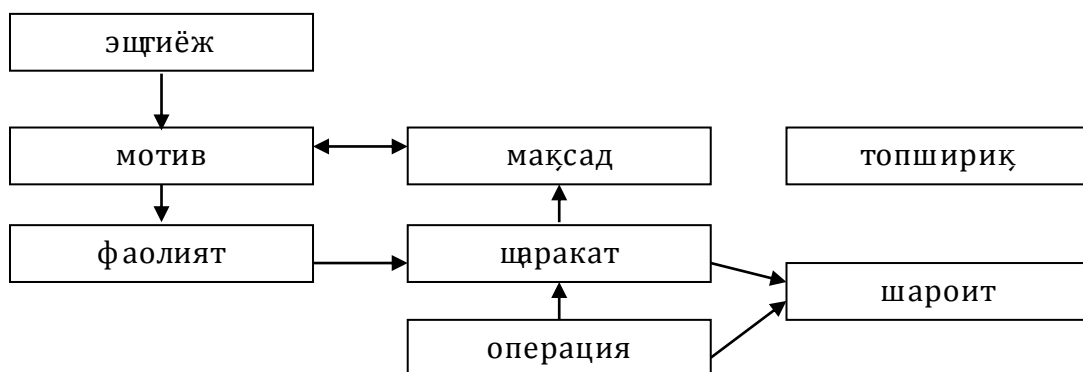 эщтиёж
мотив
мақсад
топшириқ
фаолият
щаракат
шароит
операция